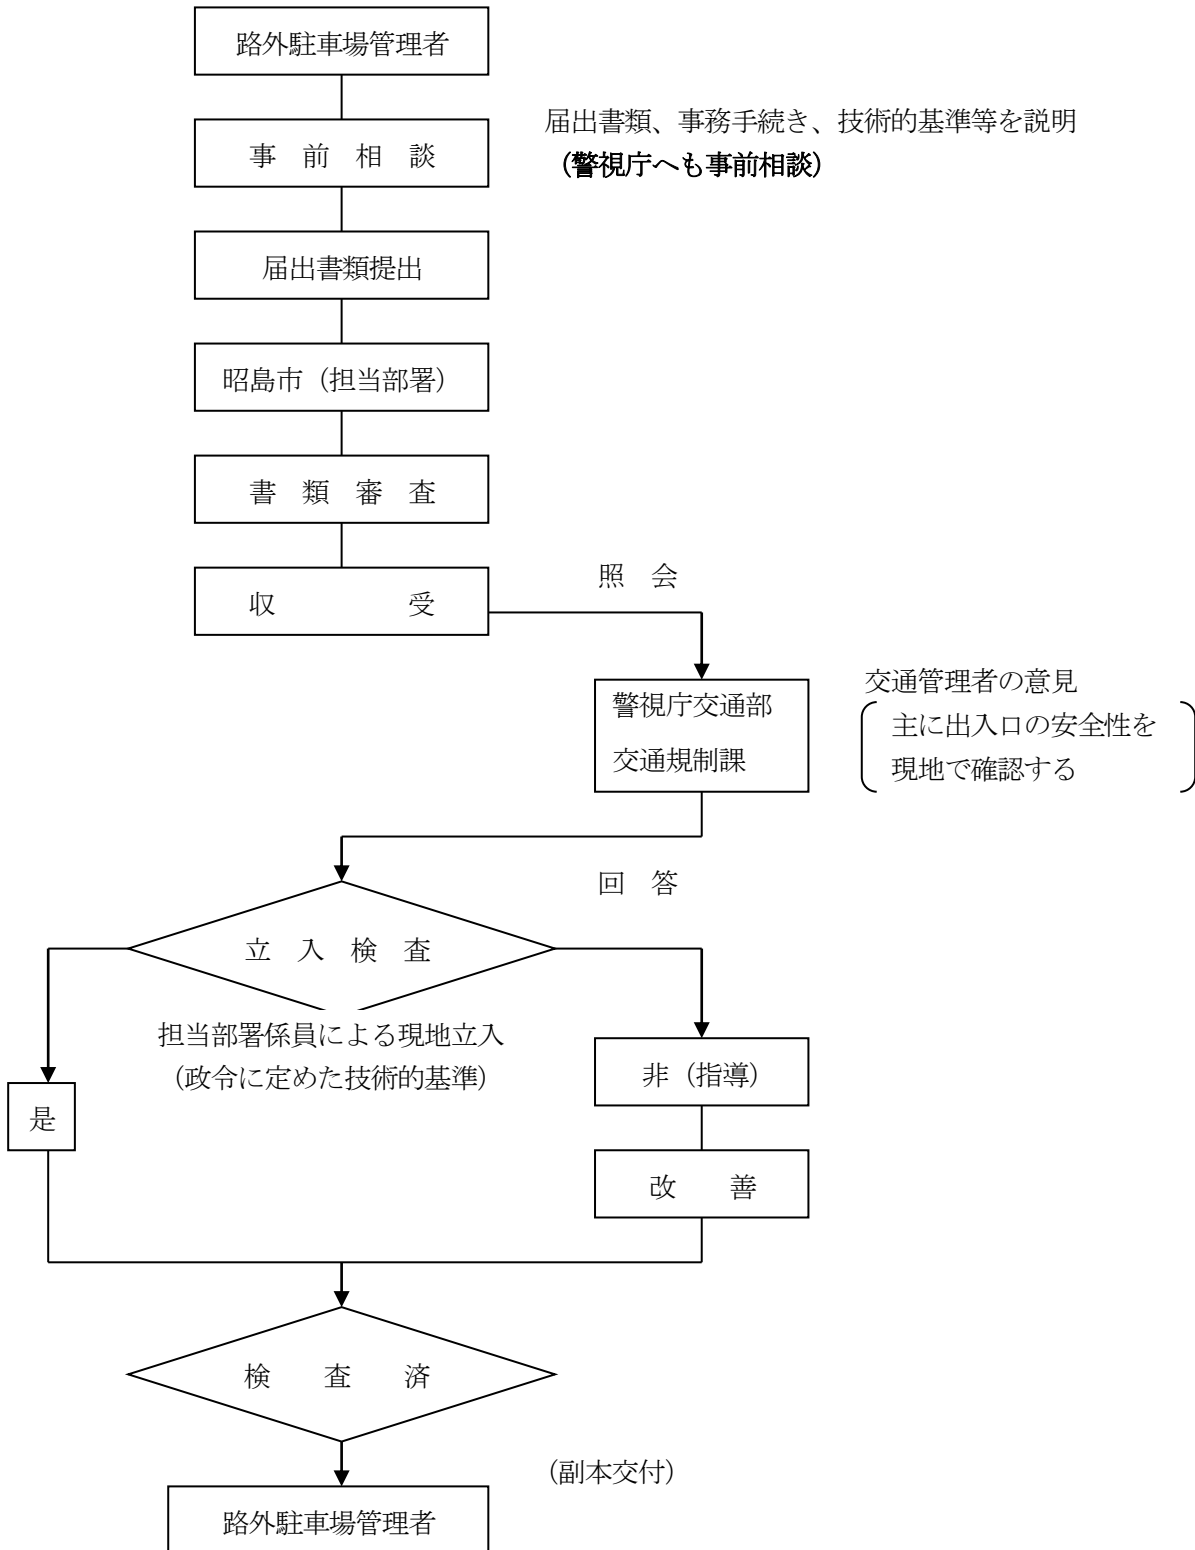 路外駐車場管理者
届出書類、事務手続き、技術的基準等を説明
事　前　相　談
（警視庁へも事前相談）
届出書類提出
昭島市（担当部署）
書　類　審　査
照　会
収　　　　　受
交通管理者の意見
警視庁交通部
主に出入口の安全性を
交通規制課
現地で確認する
回　答
立　入　検　査
担当部署係員による現地立入
（政令に定めた技術的基準）
非（指導）
是
改　　善
検　　査　　済
（副本交付）
路外駐車場管理者